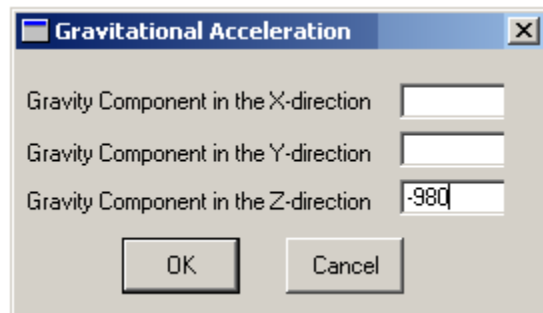 Gravitational Acceleration
Gravity Component in the X-direction
Gravity Component in the Y-direction
Gravity Component in the Z-direction -980
OK Cancel